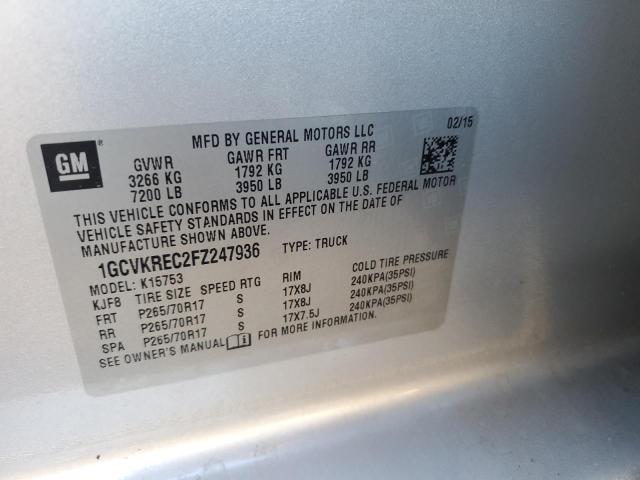 MFD BY GENERAL MOTORS LLC 02/15
GM ®
GVWR GAWR FRT GAWR RR
3266 KG 1792 KG 1792 KG
7200 LB 3950 LB 3950 LB
THIS VEHICLE CONFORMS TO ALL APPLICABLE U.S. FEDERAL MOTOR
VEHICLE SAFETY STANDARDS IN EFFECT ON THE DATE OF
MANUFACTURE SHOWN ABOVE.
1GCVKREC2FZ247936 TYPE: TRUCK
MODEL: K15753
KJF8 TIRE SIZE SPEED RTG RIM COLD TIRE PRESSURE
FRT P265/70R17 S 17X8J 240KPA(35PSI)
RR P265/70R17 S 17X8J 240KPA(35PSI)
SPA P265/70R17 S 17X7.5J 240KPA(35PSI)
SEE OWNER'S MANUAL